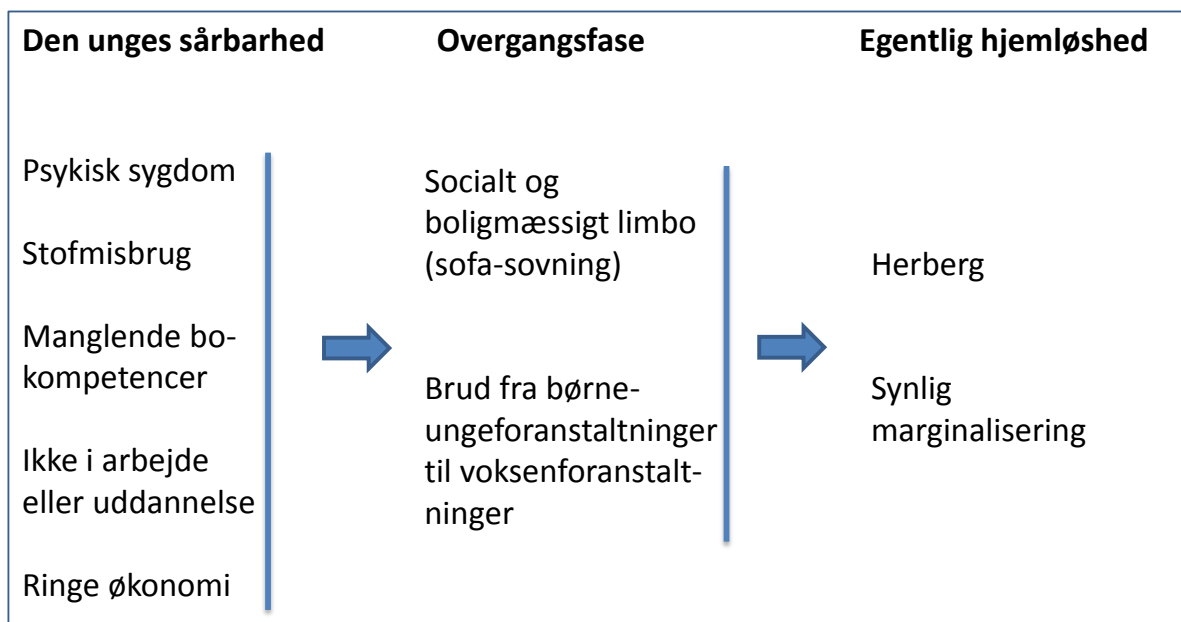 Den unges sårbarhed
Psykisk sygdom
Stofmisbrug
Manglende bo-
kompetencer
Ikke i arbejde
eller uddannelse
Ringe økonomi
Overgangsfase
Socialt og
boligmæssigt limbo
(sofa-sovning)
Brud fra børne-
ungeforanstaltninger
til voksenforanstalt-
ninger
Egentlig hjemløshed
Herberg
Synlig
marginalisering